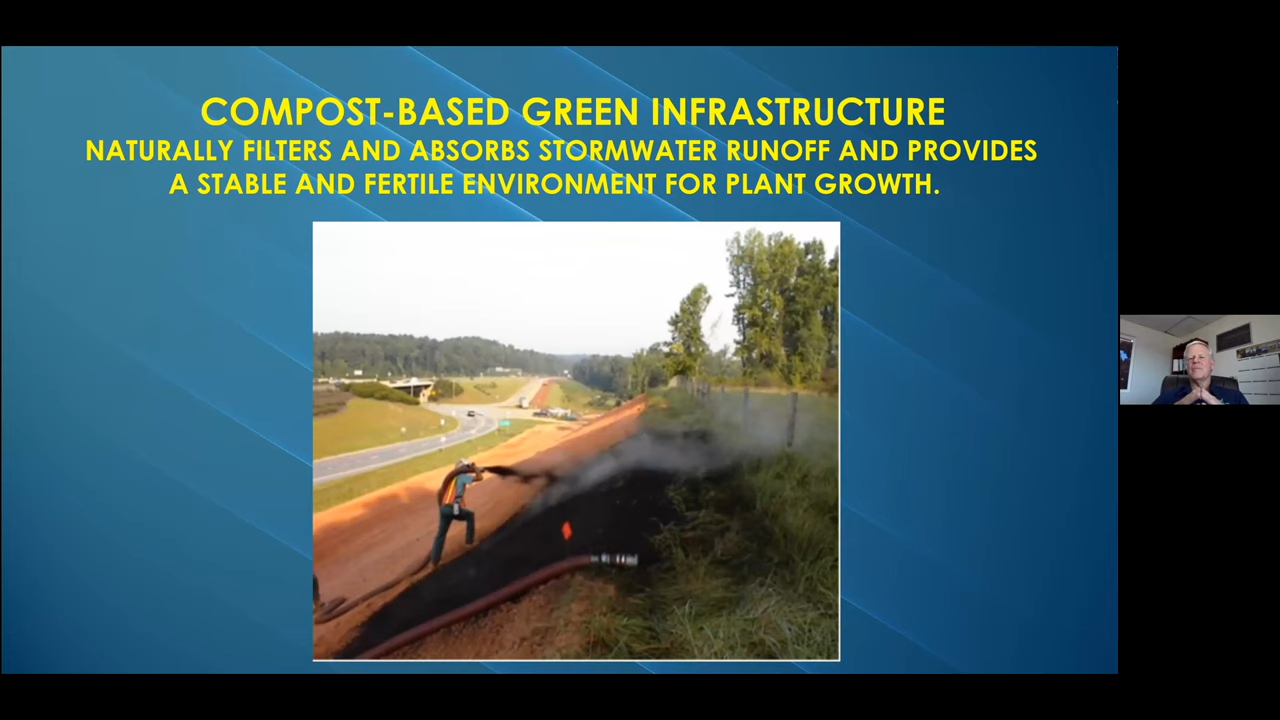 COMPOST-BASED GREEN INFRASTRUCTURE
NATURALLY FILTERS AND ABSORBS STORMWATER RUNOFF AND PROVIDES
A STABLE AND FERTILE ENVIRONMENT FOR PLANT GROWTH.